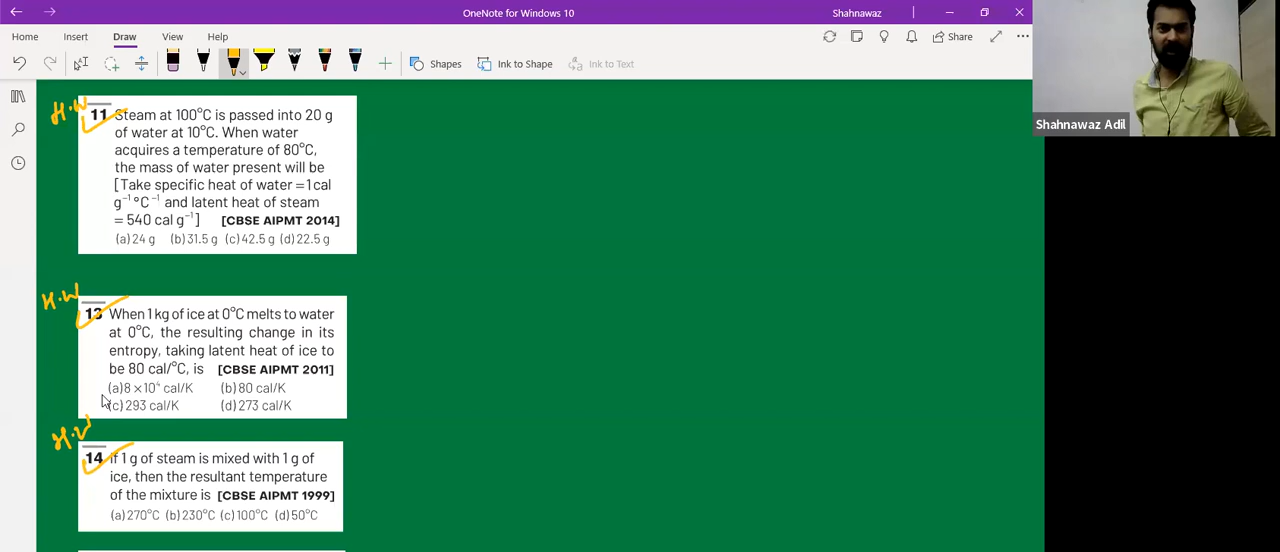 OneNote for Windows 10
Shahnawaz
Home Insert Draw View Help
Share
Shapes Ink to Shape Ink to Text
Shahnawaz Adil
H.W
11 Steam at 100°C is passed into 20 g
of water at 10°C. When water
acquires a temperature of 80°C,
the mass of water present will be
[Take specific heat of water = 1 cal
g⁻¹ °C⁻¹ and latent heat of steam
= 540 cal g⁻¹] [CBSE AIPMT 2014]
(a) 24 g (b) 31.5 g (c) 42.5 g (d) 22.5 g
H.W
13 When 1 kg of ice at 0°C melts to water
at 0°C, the resulting change in its
entropy, taking latent heat of ice to
be 80 cal/°C, is [CBSE AIPMT 2011]
(a) 8 × 10⁴ cal/K (b) 80 cal/K
(c) 293 cal/K (d) 273 cal/K
H.W
14 If 1 g of steam is mixed with 1 g of
ice, then the resultant temperature
of the mixture is [CBSE AIPMT 1999]
(a) 270°C (b) 230°C (c) 100°C (d) 50°C